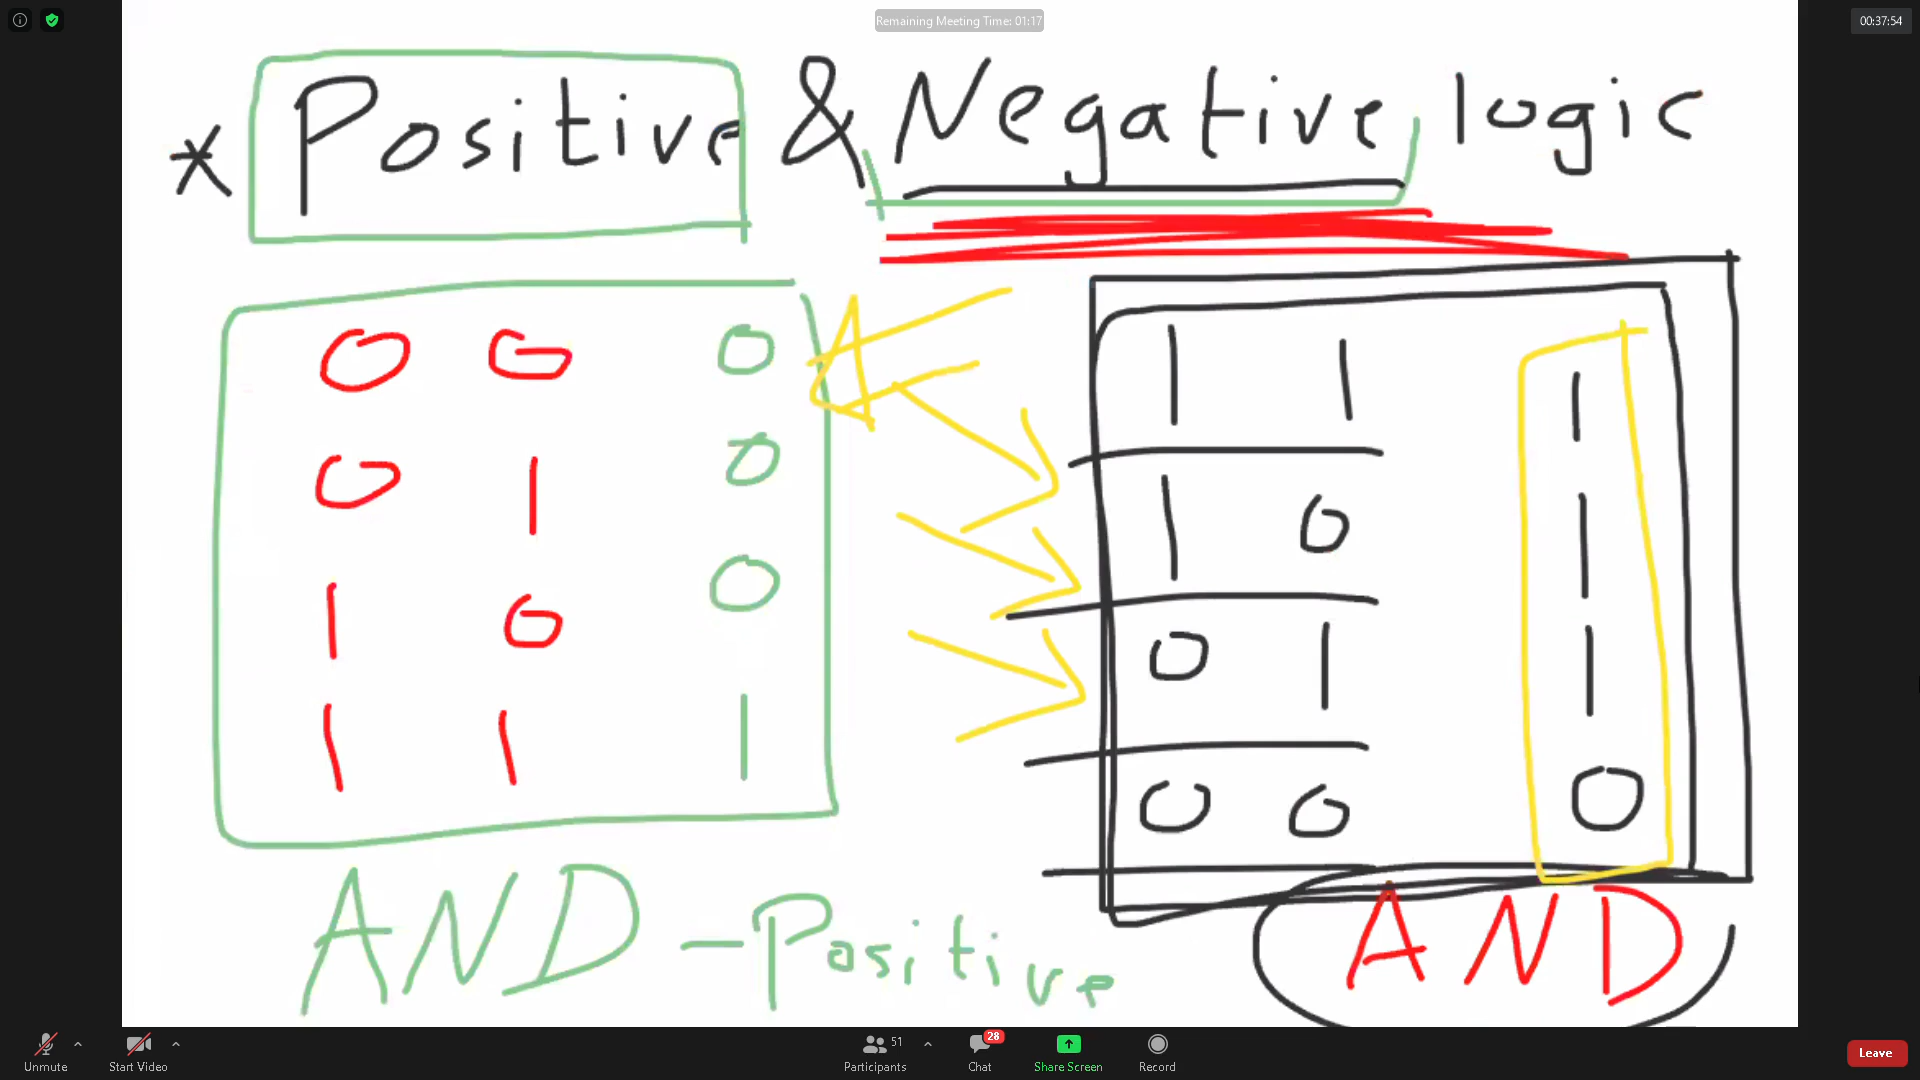 Remaining Meeting Time: 01:17
00:37:54
* Positive & Negative logic
0 0 0 1 1 1
0 1 0 1 0 1
1 0 0 0 1 1
1 1 1 0 0 0
AND - Positive AND
Unmute Start Video 51 Participants 28 Chat Share Screen Record Leave